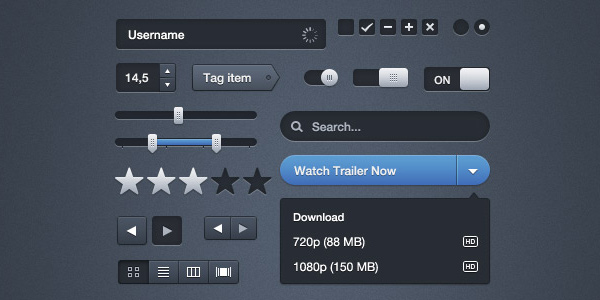 Username
14,5
Tag item
ON
Search...
Watch Trailer Now
Download
720p (88 MB)
HD
1080p (150 MB)
HD